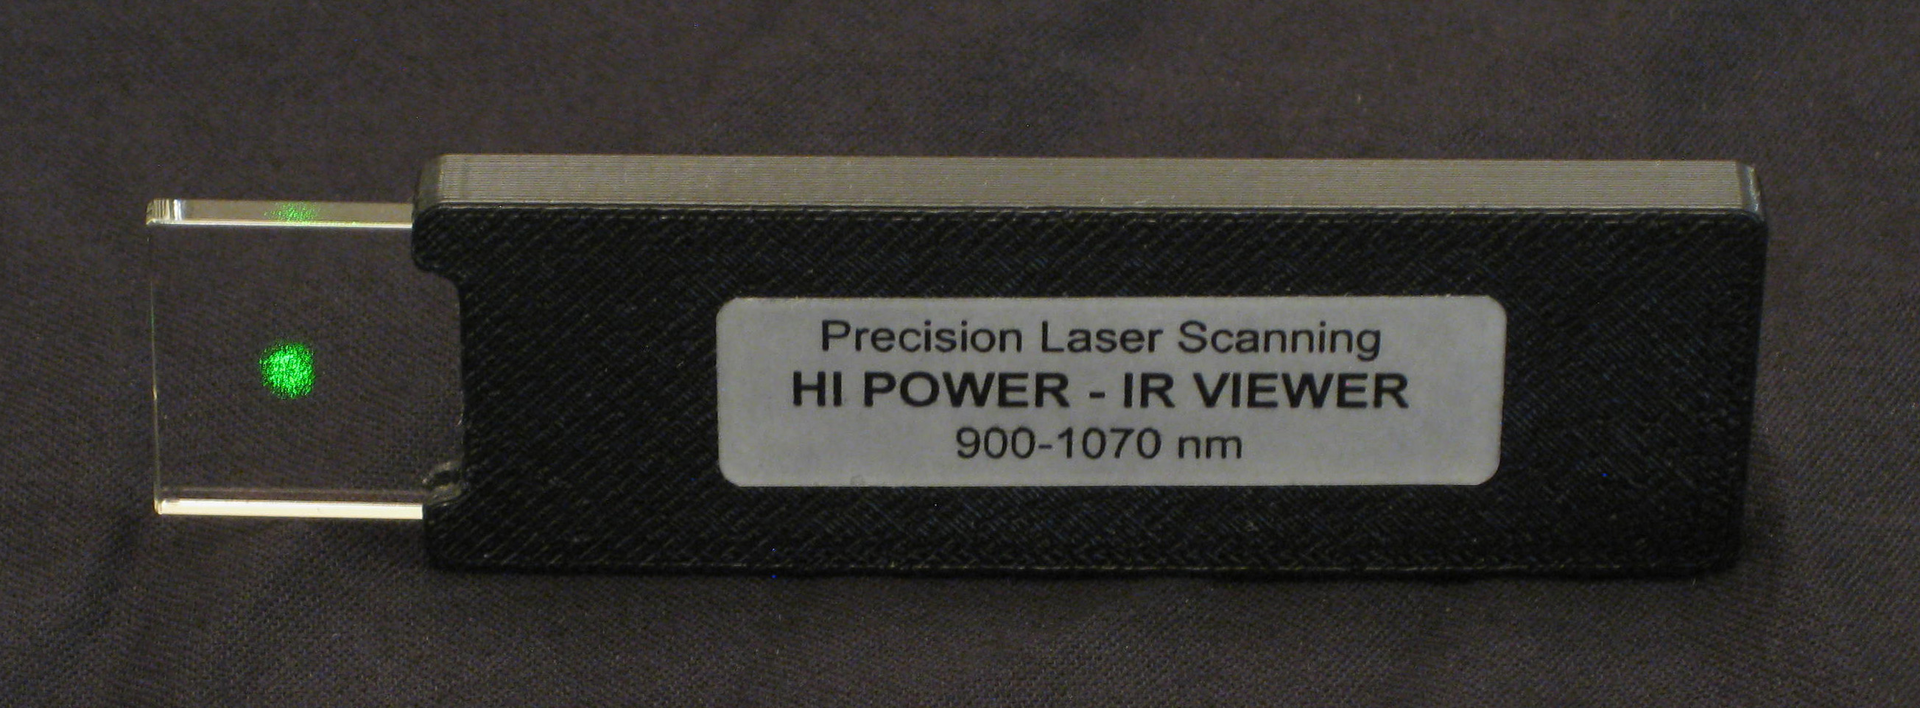 Precision Laser Scanning
HI POWER - IR VIEWER
900-1070 nm